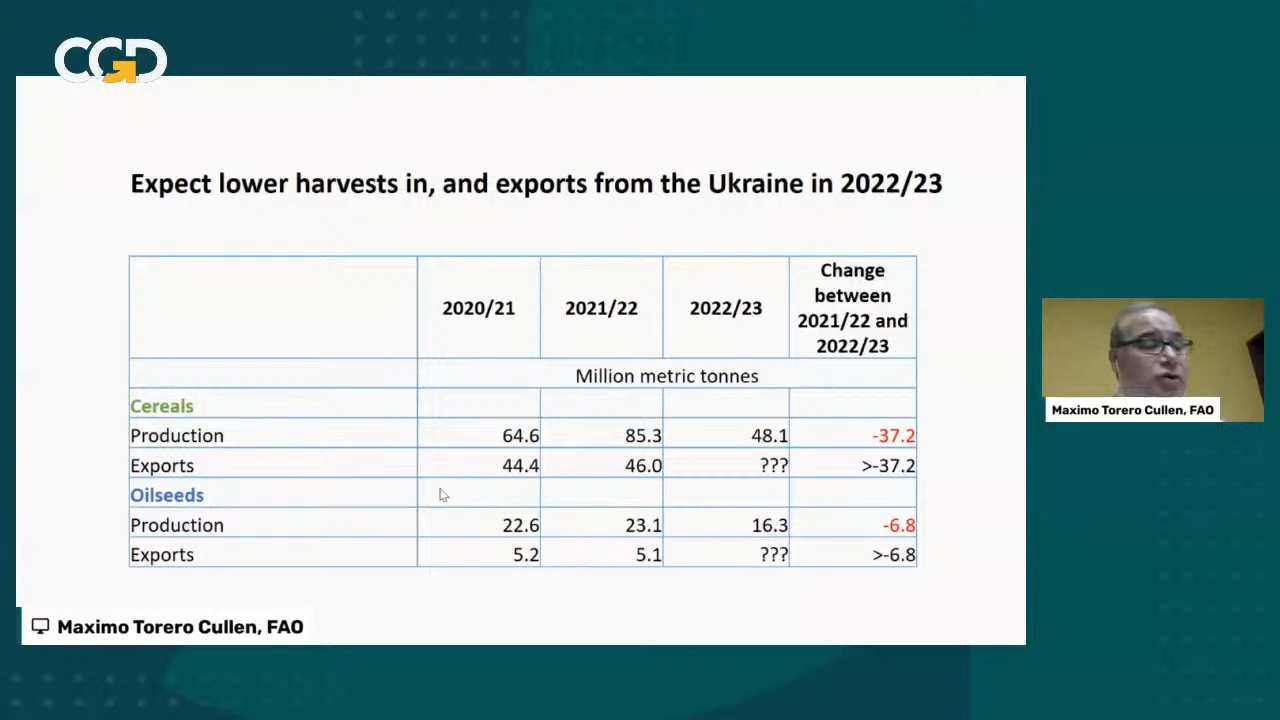 CGD
Expect lower harvests in, and exports from the Ukraine in 2022/23
2020/21 2021/22 2022/23 Change between 2021/22 and 2022/23
Million metric tonnes
Cereals
Production 64.6 85.3 48.1 -37.2
Exports 44.4 46.0 ??? >-37.2
Oilseeds
Production 22.6 23.1 16.3 -6.8
Exports 5.2 5.1 ??? >-6.8
Maximo Torero Cullen, FAO
Maximo Torero Cullen, FAO